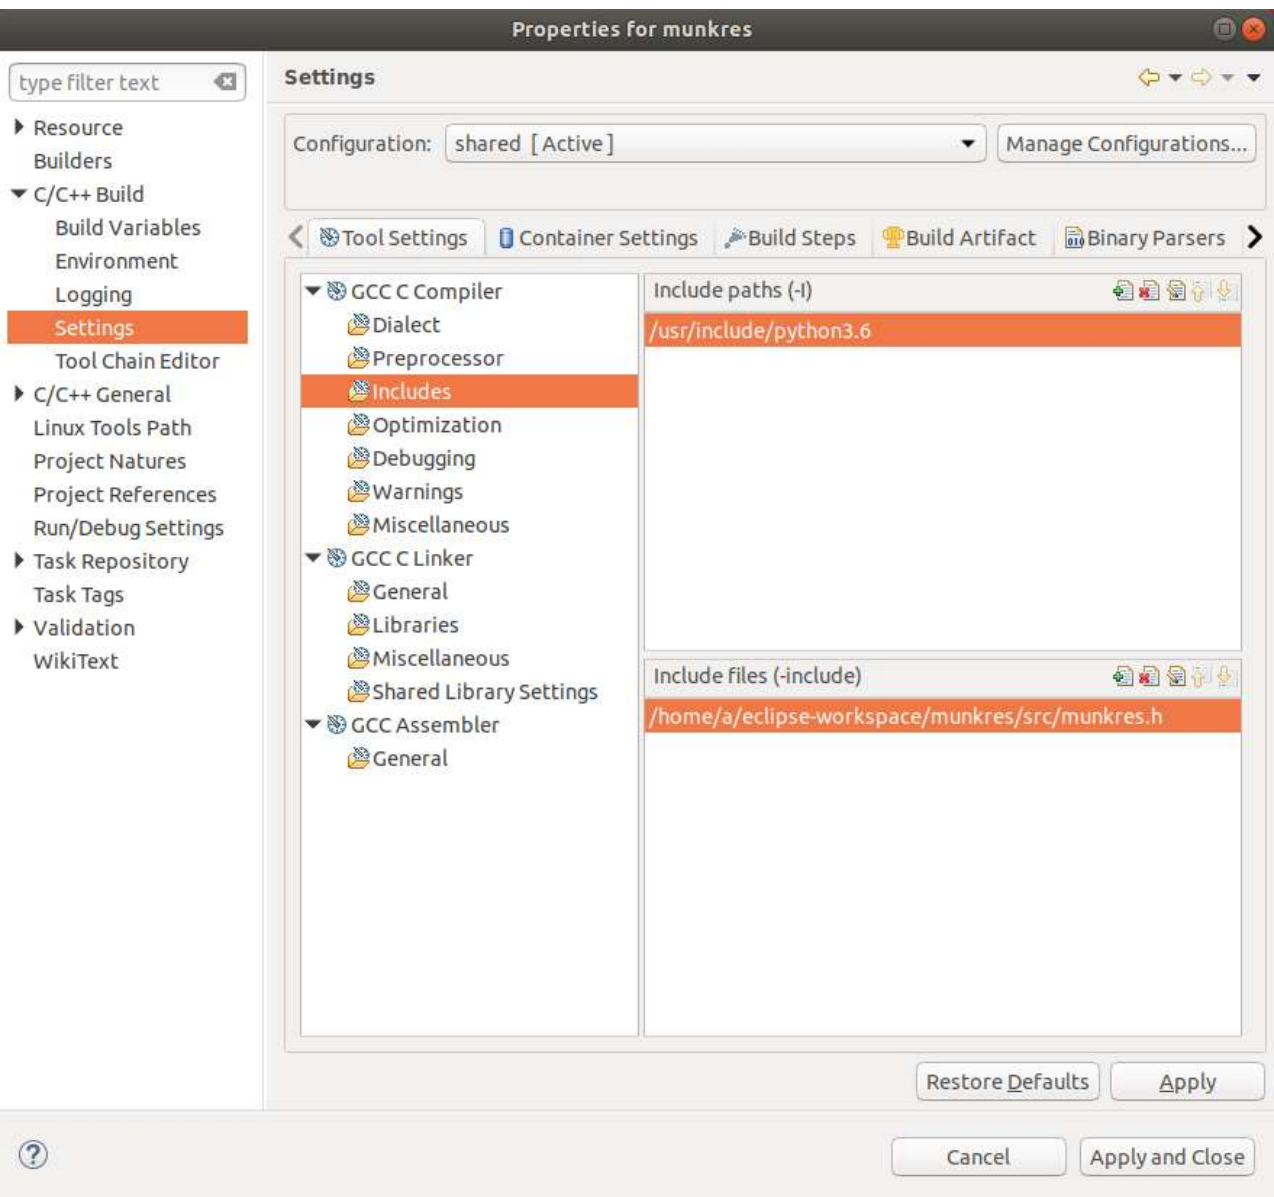 Properties for munkres
type filter text
Resource
Builders
C/C++ Build
Build Variables
Environment
Logging
Settings
Tool Chain Editor
C/C++ General
Linux Tools Path
Project Natures
Project References
Run/Debug Settings
Task Repository
Task Tags
Validation
WikiText
Settings
Configuration:
shared [ Active ]
Manage Configurations...
Tool Settings
Container Settings
Build Steps
Build Artifact
Binary Parsers
GCC C Compiler
Dialect
Preprocessor
Includes
Optimization
Debugging
Warnings
Miscellaneous
GCC C Linker
General
Libraries
Miscellaneous
Shared Library Settings
GCC Assembler
General
Include paths (-I)
/usr/include/python3.6
Include files (-include)
/home/a/eclipse-workspace/munkres/src/munkres.h
Restore Defaults
Apply
Cancel
Apply and Close